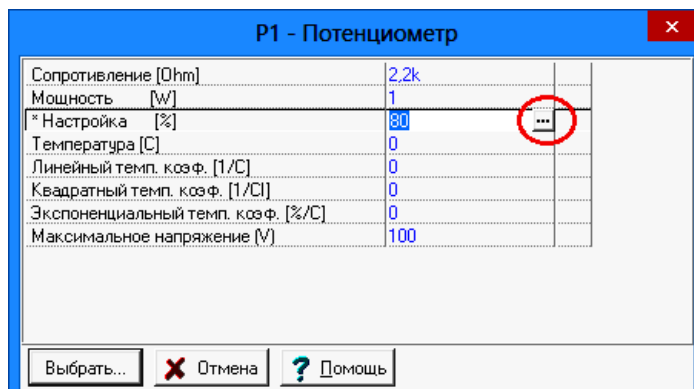 P1 - Потенциометр
Сопротивление [Ohm] 2,2k
Мощность [W] 1
* Настройка [%] 80 ...
Температура [C] 0
Линейный темп. коэф. [1/C] 0
Квадратный темп. коэф. [1/Cl] 0
Экспоненциальный темп. коэф. [%/C] 0
Максимальное напряжение (V) 100
Выбрать... Отмена Помощь